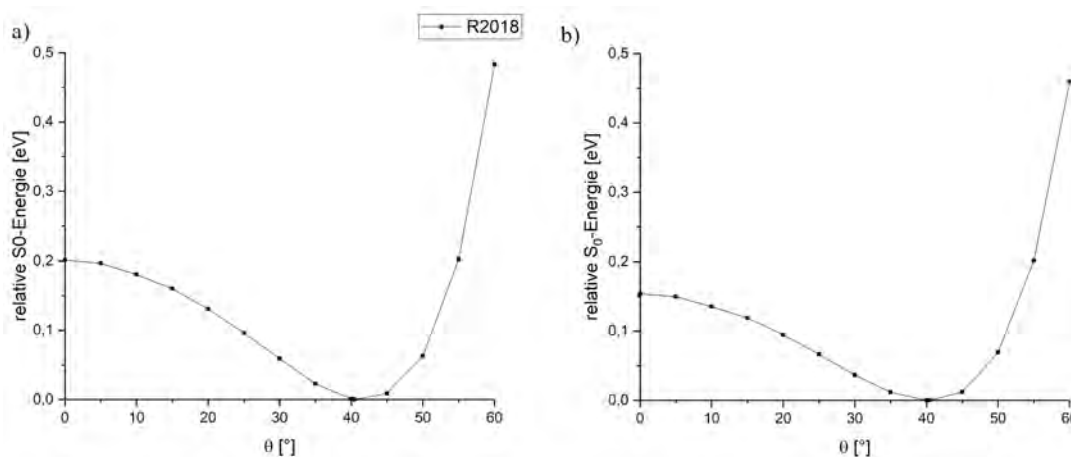 a)
R2018
0,5
0,4
0,3
0,2
0,1
0,0
relative S0-Energie [eV]
0 10 20 30 40 50 60
θ [°]
b)
0,5
0,4
0,3
0,2
0,1
0,0
relative S₀-Energie [eV]
0 10 20 30 40 50 60
θ [°]